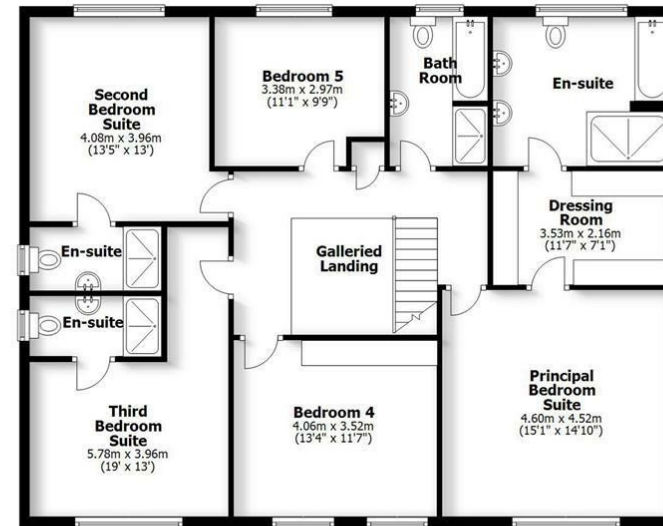 Second
Bedroom
Suite
4.08m x 3.96m
(13'5" x 13')
Bedroom 5
3.38m x 2.97m
(11'1" x 9'9")
Bath
Room
En-suite
Dressing
Room
3.53m x 2.16m
(11'7" x 7'1")
En-suite
Galleried
Landing
En-suite
Third
Bedroom
Suite
5.78m x 3.96m
(19' x 13')
Bedroom 4
4.06m x 3.52m
(13'4" x 11'7")
Principal
Bedroom
Suite
4.60m x 4.52m
(15'1" x 14'10")